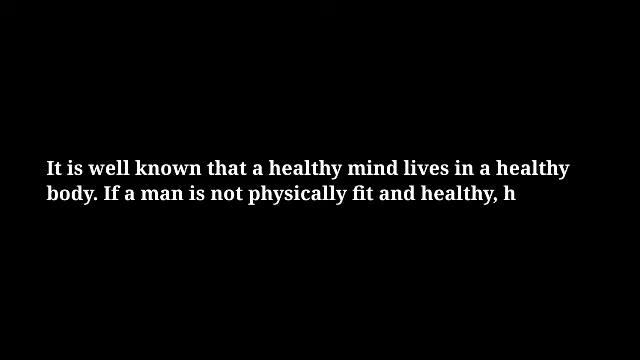 It is well known that a healthy mind lives in a healthy
body. If a man is not physically fit and healthy, h